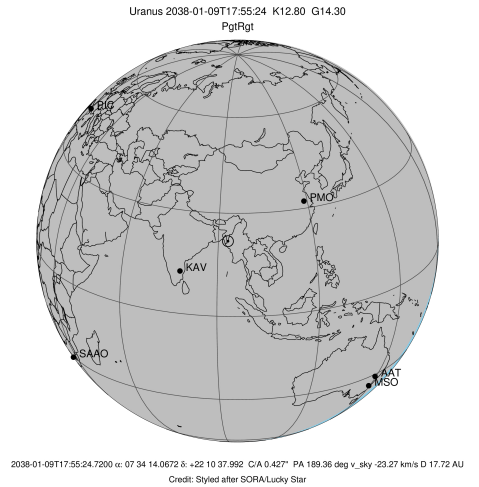 Uranus 2038-01-09T17:55:24 K12.80 G14.30
PgtRgt
PIC
PMO
KAV
SAAO
AAT
MSO
2038-01-09T17:55:24.7200 α: 07 34 14.0672 δ: +22 10 37.992 C/A 0.427" PA 189.36 deg v_sky -23.27 km/s D 17.72 AU
Credit: Styled after SORA/Lucky Star